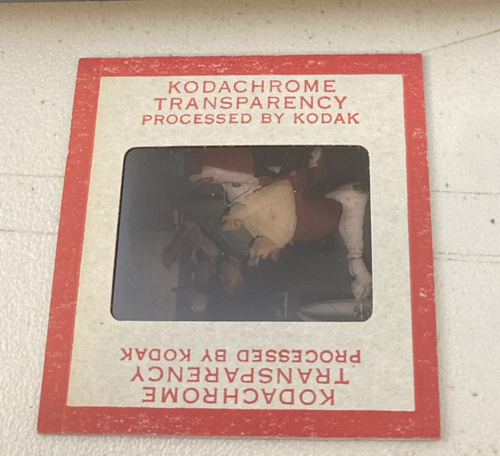 KODACHROME
TRANSPARENCY
PROCESSED BY KODAK
PROCESSED BY KODAK
TRANSPARENCY
KODACHROME